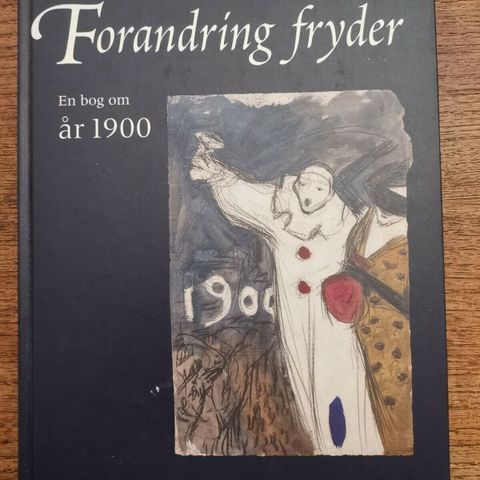 Forandring fryder
En bog om
år 1900
1900